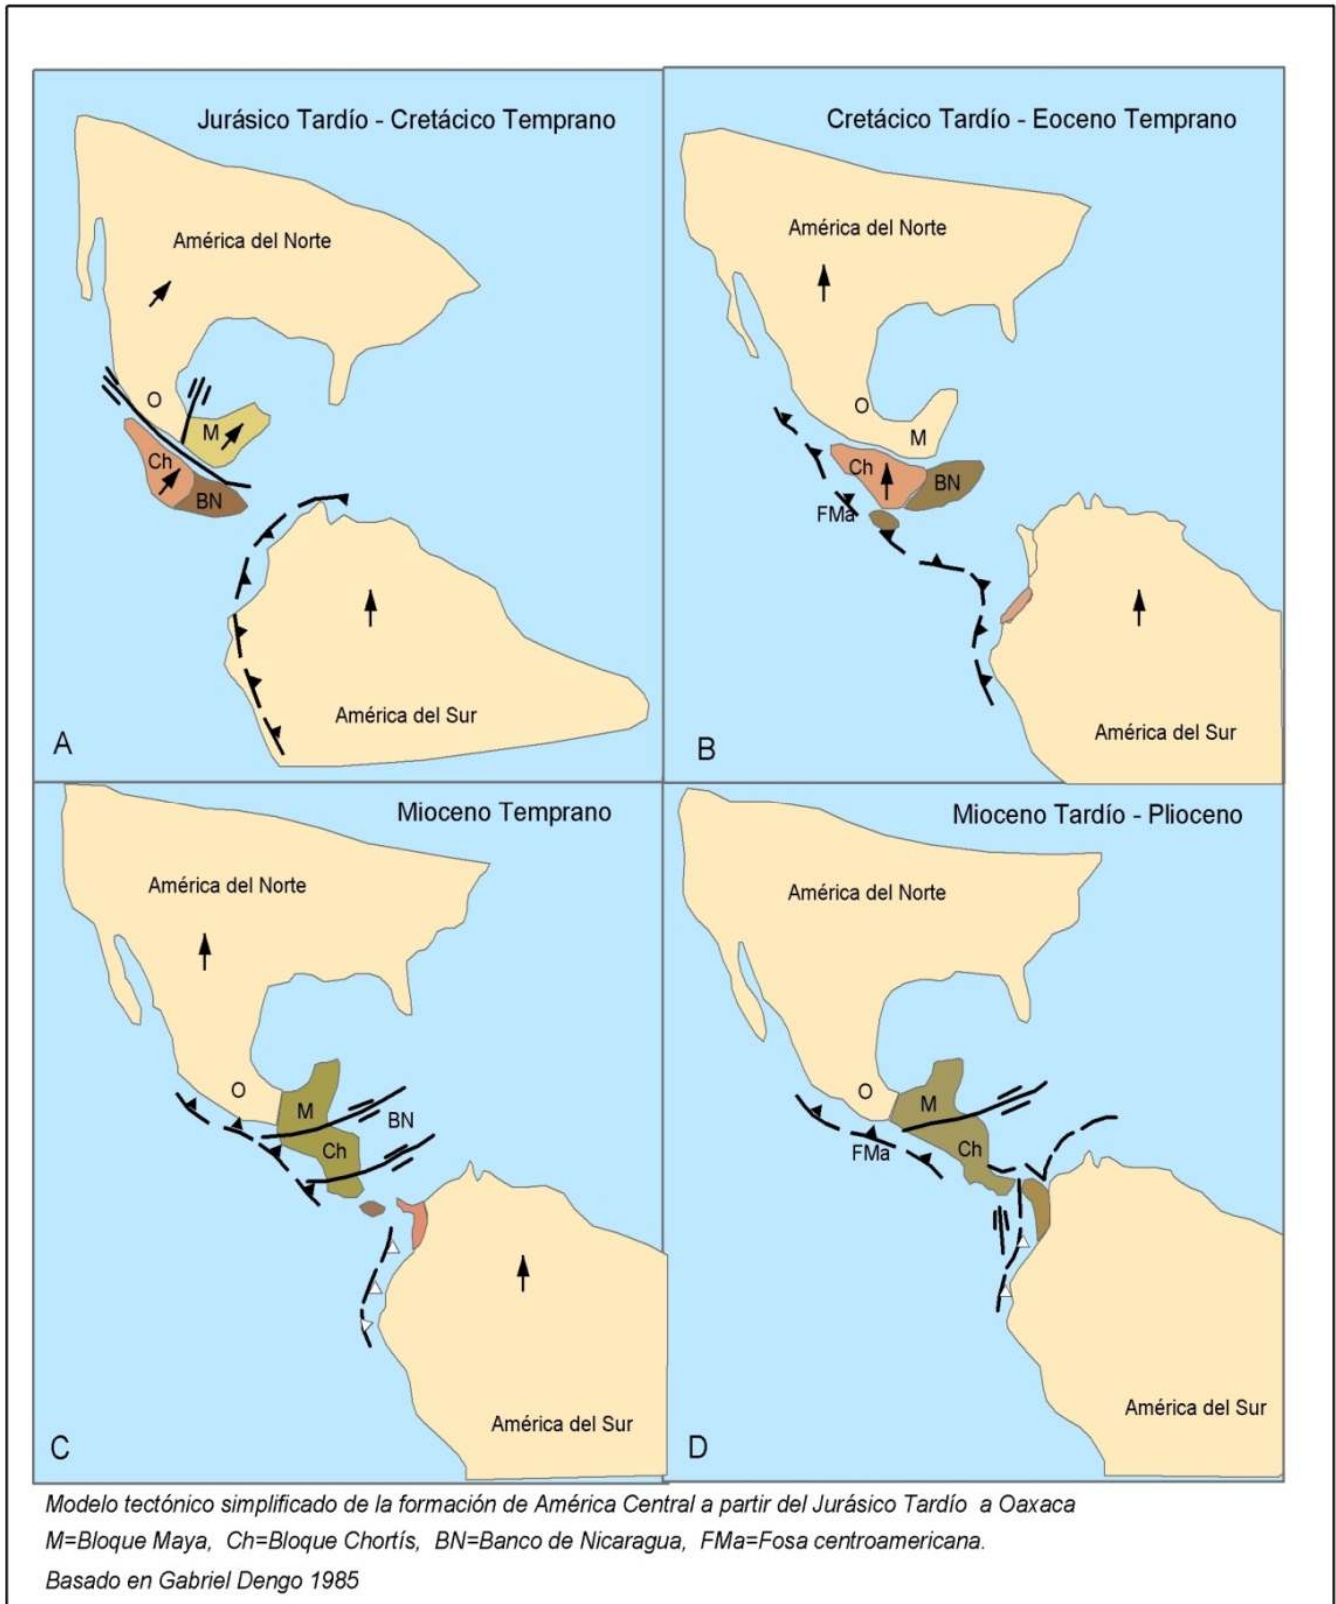 Jurásico Tardío - Cretácico Temprano
América del Norte
O
M
Ch
BN
América del Sur
A
Cretácico Tardío - Eoceno Temprano
América del Norte
O
M
Ch
BN
FMa
América del Sur
B
Mioceno Temprano
América del Norte
O
M
BN
Ch
América del Sur
C
Mioceno Tardío - Plioceno
América del Norte
O
M
Ch
FMa
América del Sur
D
Modelo tectónico simplificado de la formación de América Central a partir del Jurásico Tardío a Oaxaca
M=Bloque Maya, Ch=Bloque Chortís, BN=Banco de Nicaragua, FMa=Fosa centroamericana.
Basado en Gabriel Dengo 1985